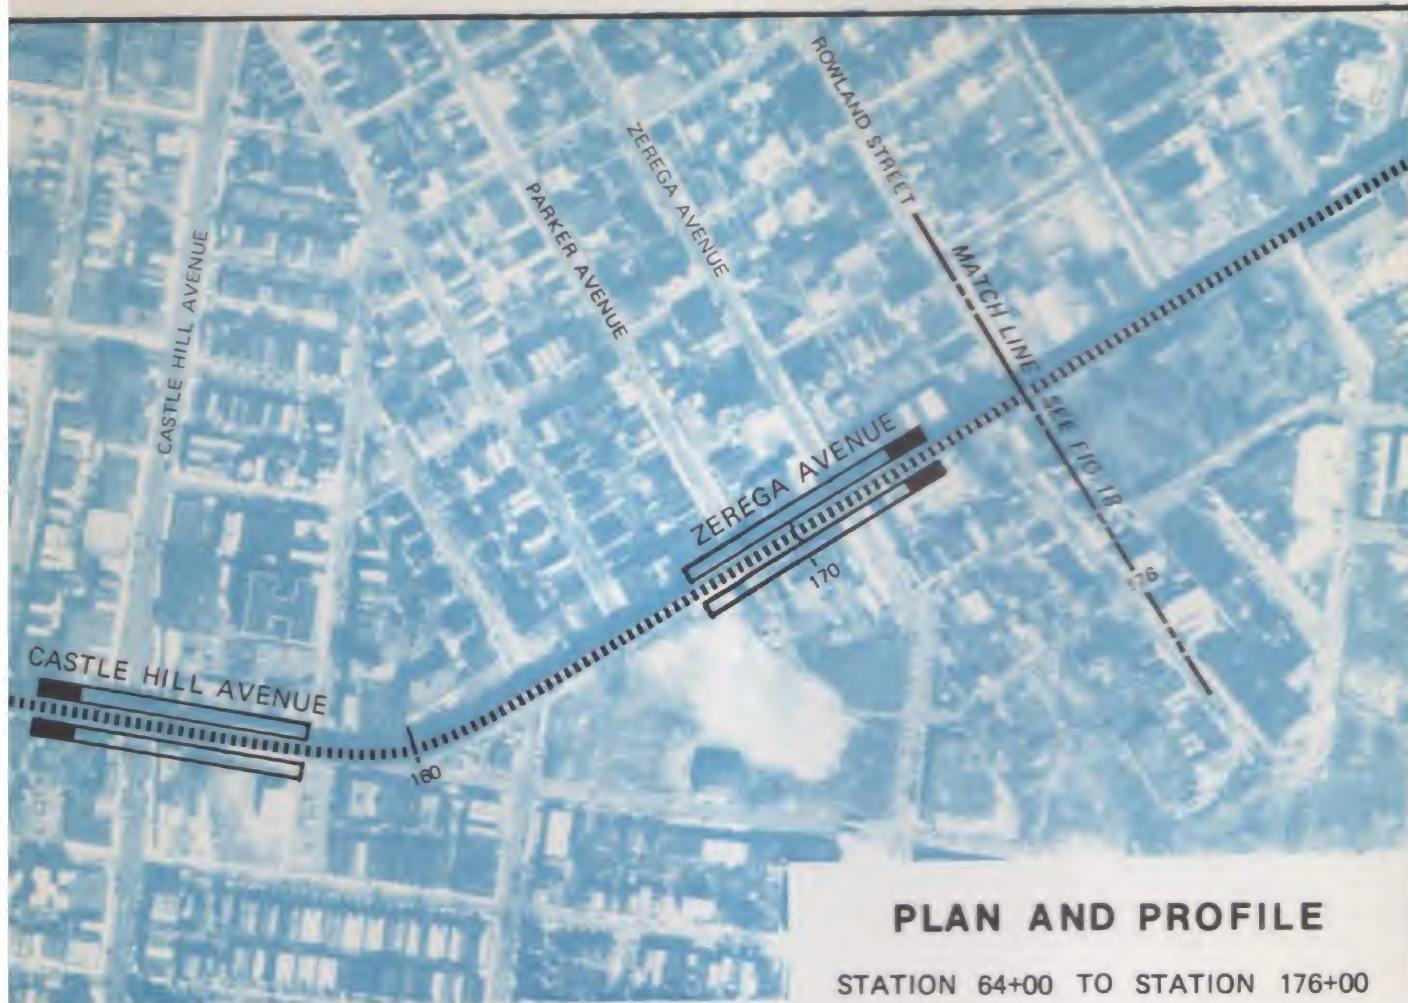 ROWLAND STREET
ZEREGA AVENUE
PARKER AVENUE
CASTLE HILL AVENUE
MATCH LINE SEE FIG. 18
ZEREGA AVENUE
170
176
CASTLE HILL AVENUE
160
PLAN AND PROFILE
STATION 64+00 TO STATION 176+00